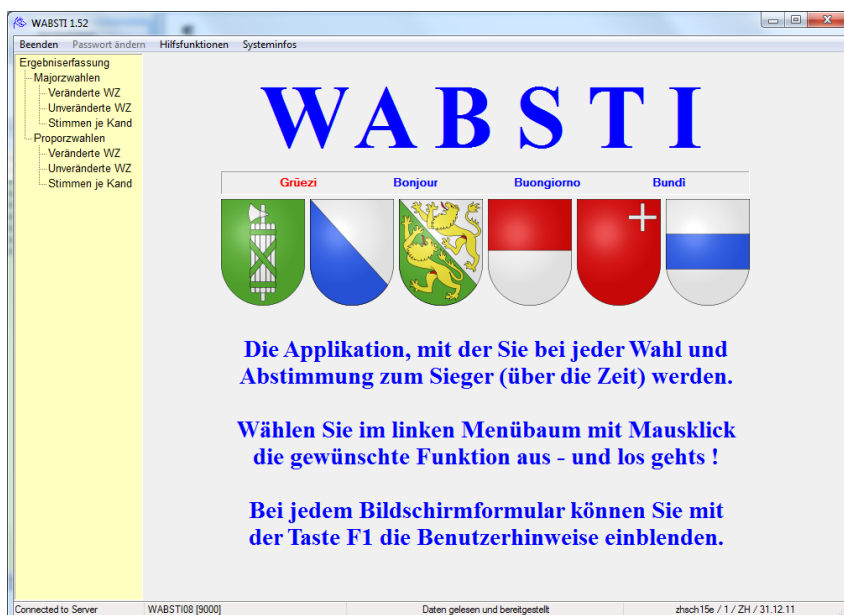 WABSTI 1.52
Beenden Passwort ändern Hilfsfunktionen Systeminfos
Ergebniserfassung
Majorzwahlen
Veränderte WZ
Unveränderte WZ
Stimmen je Kand
Proporzwahlen
Veränderte WZ
Unveränderte WZ
Stimmen je Kand
W A B S T I
Grüezi Bonjour Buongiorno Bundì
Die Applikation, mit der Sie bei jeder Wahl und
Abstimmung zum Sieger (über die Zeit) werden.
Wählen Sie im linken Menübaum mit Mausklick
die gewünschte Funktion aus - und los gehts !
Bei jedem Bildschirmformular können Sie mit
der Taste F1 die Benutzerhinweise einblenden.
Connected to Server WABSTI08 [9000] Daten gelesen und bereitgestellt zhsch15e / 1 / ZH / 31.12.11